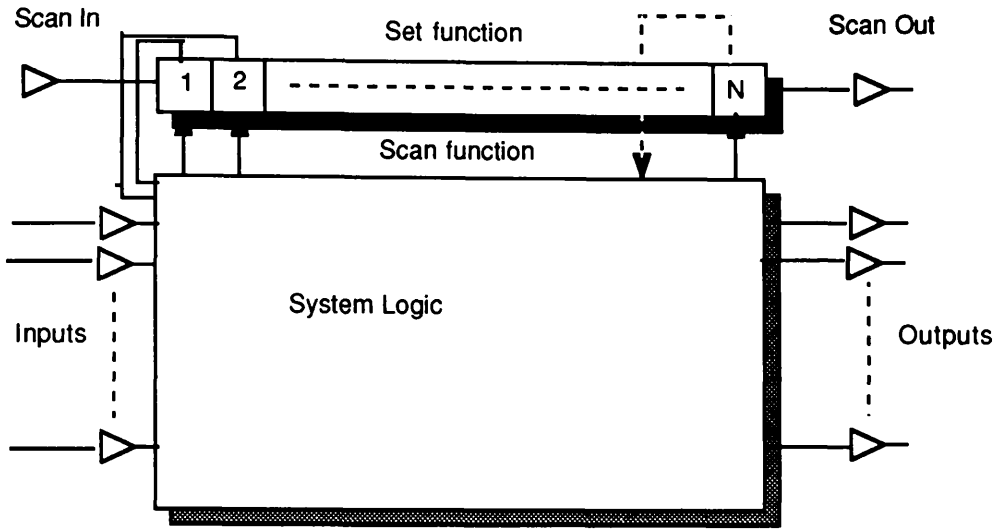 Scan In
Set function
Scan Out
1
2
N
Scan function
System Logic
Inputs
Outputs